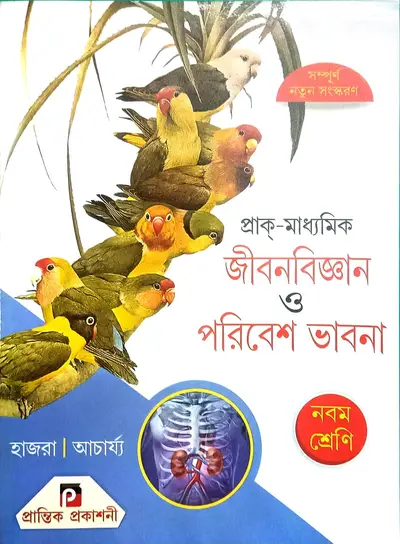 সম্পূর্ণ
নতুন সংস্করণ
প্রাক্-মাধ্যমিক
জীবনবিজ্ঞান
ও
পরিবেশ ভাবনা
নবম
শ্রেণি
হাজরা | আচার্য্য
P
প্রান্তিক প্রকাশনী